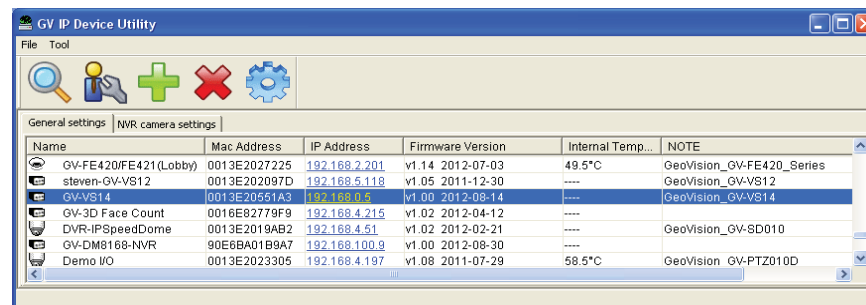 GV IP Device Utility
File Tool
General settings NVR camera settings
Name Mac Address IP Address Firmware Version Internal Temp... NOTE
GV-FE420/FE421(Lobby) 0013E2027225 192.168.2.201 v1.14 2012-07-03 49.5°C GeoVision_GV-FE420_Series
steven-GV-VS12 0013E202097D 192.168.5.118 v1.05 2011-12-30 ---- GeoVision_GV-VS12
GV-VS14 0013E20551A3 192.168.0.5 v1.00 2012-08-14 ---- GeoVision_GV-VS14
GV-3D Face Count 0016E82779F9 192.168.4.215 v1.02 2012-04-12 ----
DVR-IPSpeedDome 0013E2019AB2 192.168.4.51 v1.02 2012-02-21 ---- GeoVision_GV-SD010
GV-DM8168-NVR 90E6BA01B9A7 192.168.100.9 v1.00 2012-08-30 ----
Demo I/O 0013E2023305 192.168.4.197 v1.08 2011-07-29 58.5°C GeoVision_GV-PTZ010D